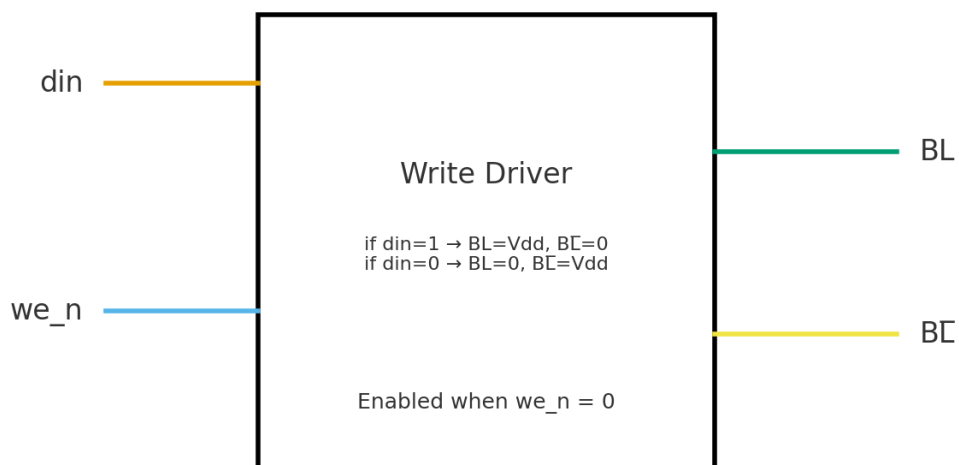 din
BL
Write Driver
if din=1 → BL=Vdd, BL̅=0
if din=0 → BL=0, BL̅=Vdd
we_n
BL̅
Enabled when we_n = 0